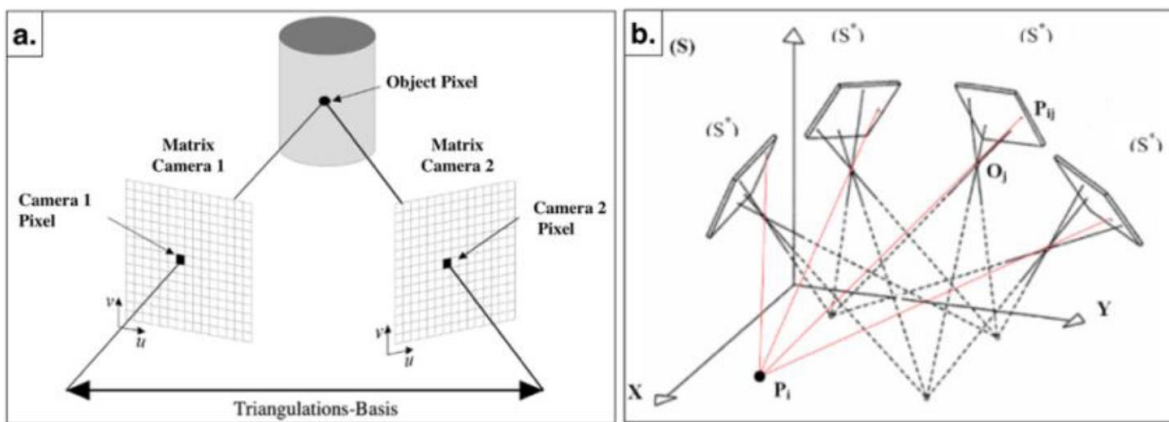 a.
Object Pixel
Matrix
Camera 1
Matrix
Camera 2
Camera 1
Pixel
Camera 2
Pixel
v
u
v
u
Triangulations-Basis
b.
(S)
(S*)
(S*)
(S*)
(S*)
Pij
Oj
Y
X
Pi